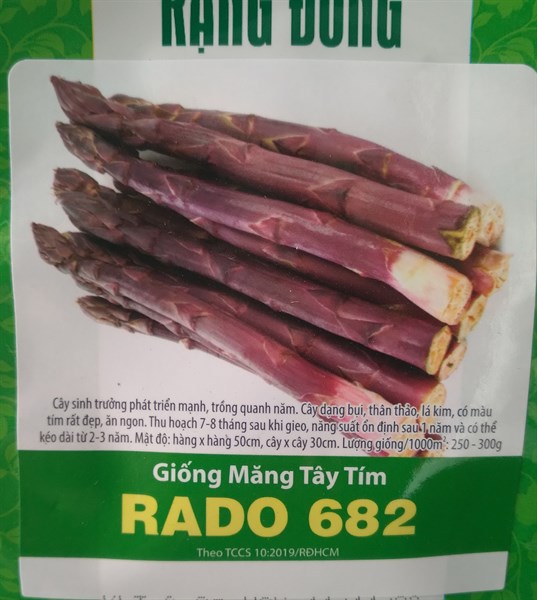 RẠNG ĐÔNG
Cây sinh trưởng phát triển mạnh, trồng quanh năm. Cây dạng bụi, thân thảo, lá kim, có màu
tím rất đẹp, ăn ngon. Thu hoạch 7-8 tháng sau khi gieo, năng suất ổn định sau 1 năm và có thể
kéo dài từ 2-3 năm. Mật độ: hàng x hàng 50cm, cây x cây 30cm. Lượng giống/1000m²: 250 - 300g
Giống Măng Tây Tím
RADO 682
Theo TCCS 10:2019/RĐHCM